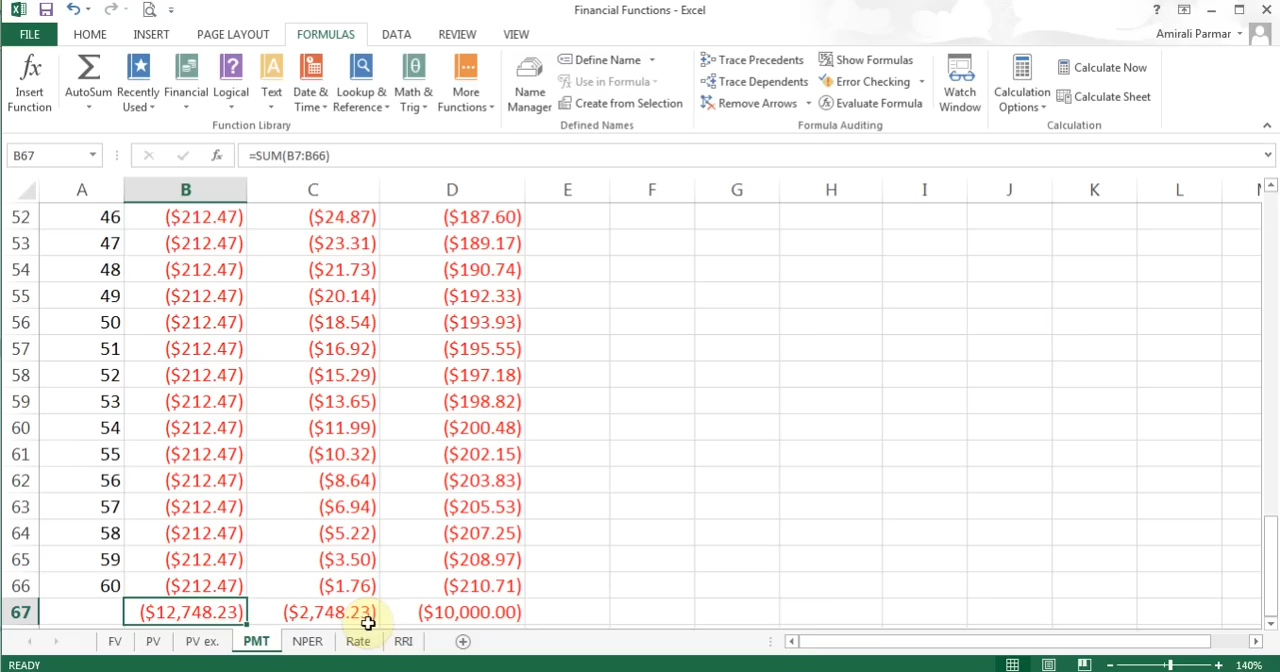 Financial Functions - Excel
?
FILE HOME INSERT PAGE LAYOUT FORMULAS DATA REVIEW VIEW Amirali Parmar
Insert Function
AutoSum
Recently Used
Financial
Logical
Text
Date & Time
Lookup & Reference
Math & Trig
More Functions
Function Library
Name Manager
Define Name
Use in Formula
Create from Selection
Defined Names
Trace Precedents
Trace Dependents
Remove Arrows
Show Formulas
Error Checking
Evaluate Formula
Formula Auditing
Watch Window
Calculation Options
Calculate Now
Calculate Sheet
Calculation
B67 fx =SUM(B7:B66)
A B C D E F G H I J K L
52 46 ($212.47) ($24.87) ($187.60)
53 47 ($212.47) ($23.31) ($189.17)
54 48 ($212.47) ($21.73) ($190.74)
55 49 ($212.47) ($20.14) ($192.33)
56 50 ($212.47) ($18.54) ($193.93)
57 51 ($212.47) ($16.92) ($195.55)
58 52 ($212.47) ($15.29) ($197.18)
59 53 ($212.47) ($13.65) ($198.82)
60 54 ($212.47) ($11.99) ($200.48)
61 55 ($212.47) ($10.32) ($202.15)
62 56 ($212.47) ($8.64) ($203.83)
63 57 ($212.47) ($6.94) ($205.53)
64 58 ($212.47) ($5.22) ($207.25)
65 59 ($212.47) ($3.50) ($208.97)
66 60 ($212.47) ($1.76) ($210.71)
67 ($12,748.23) ($2,748.23) ($10,000.00)
FV PV PV ex. PMT NPER Rate RRI
READY 140%